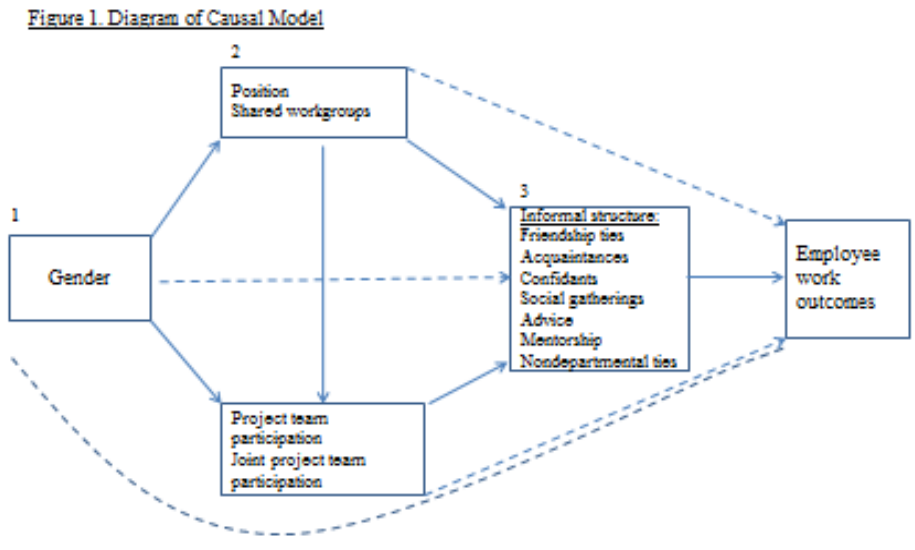 Figure 1. Diagram of Causal Model
2
Position
Shared workgroups
1
Gender
3
Informal structure:
Friendship ties
Acquaintances
Confidants
Social gatherings
Advice
Mentorship
Nondepartmental ties
Employee
work
outcomes
Project team
participation
Joint project team
participation